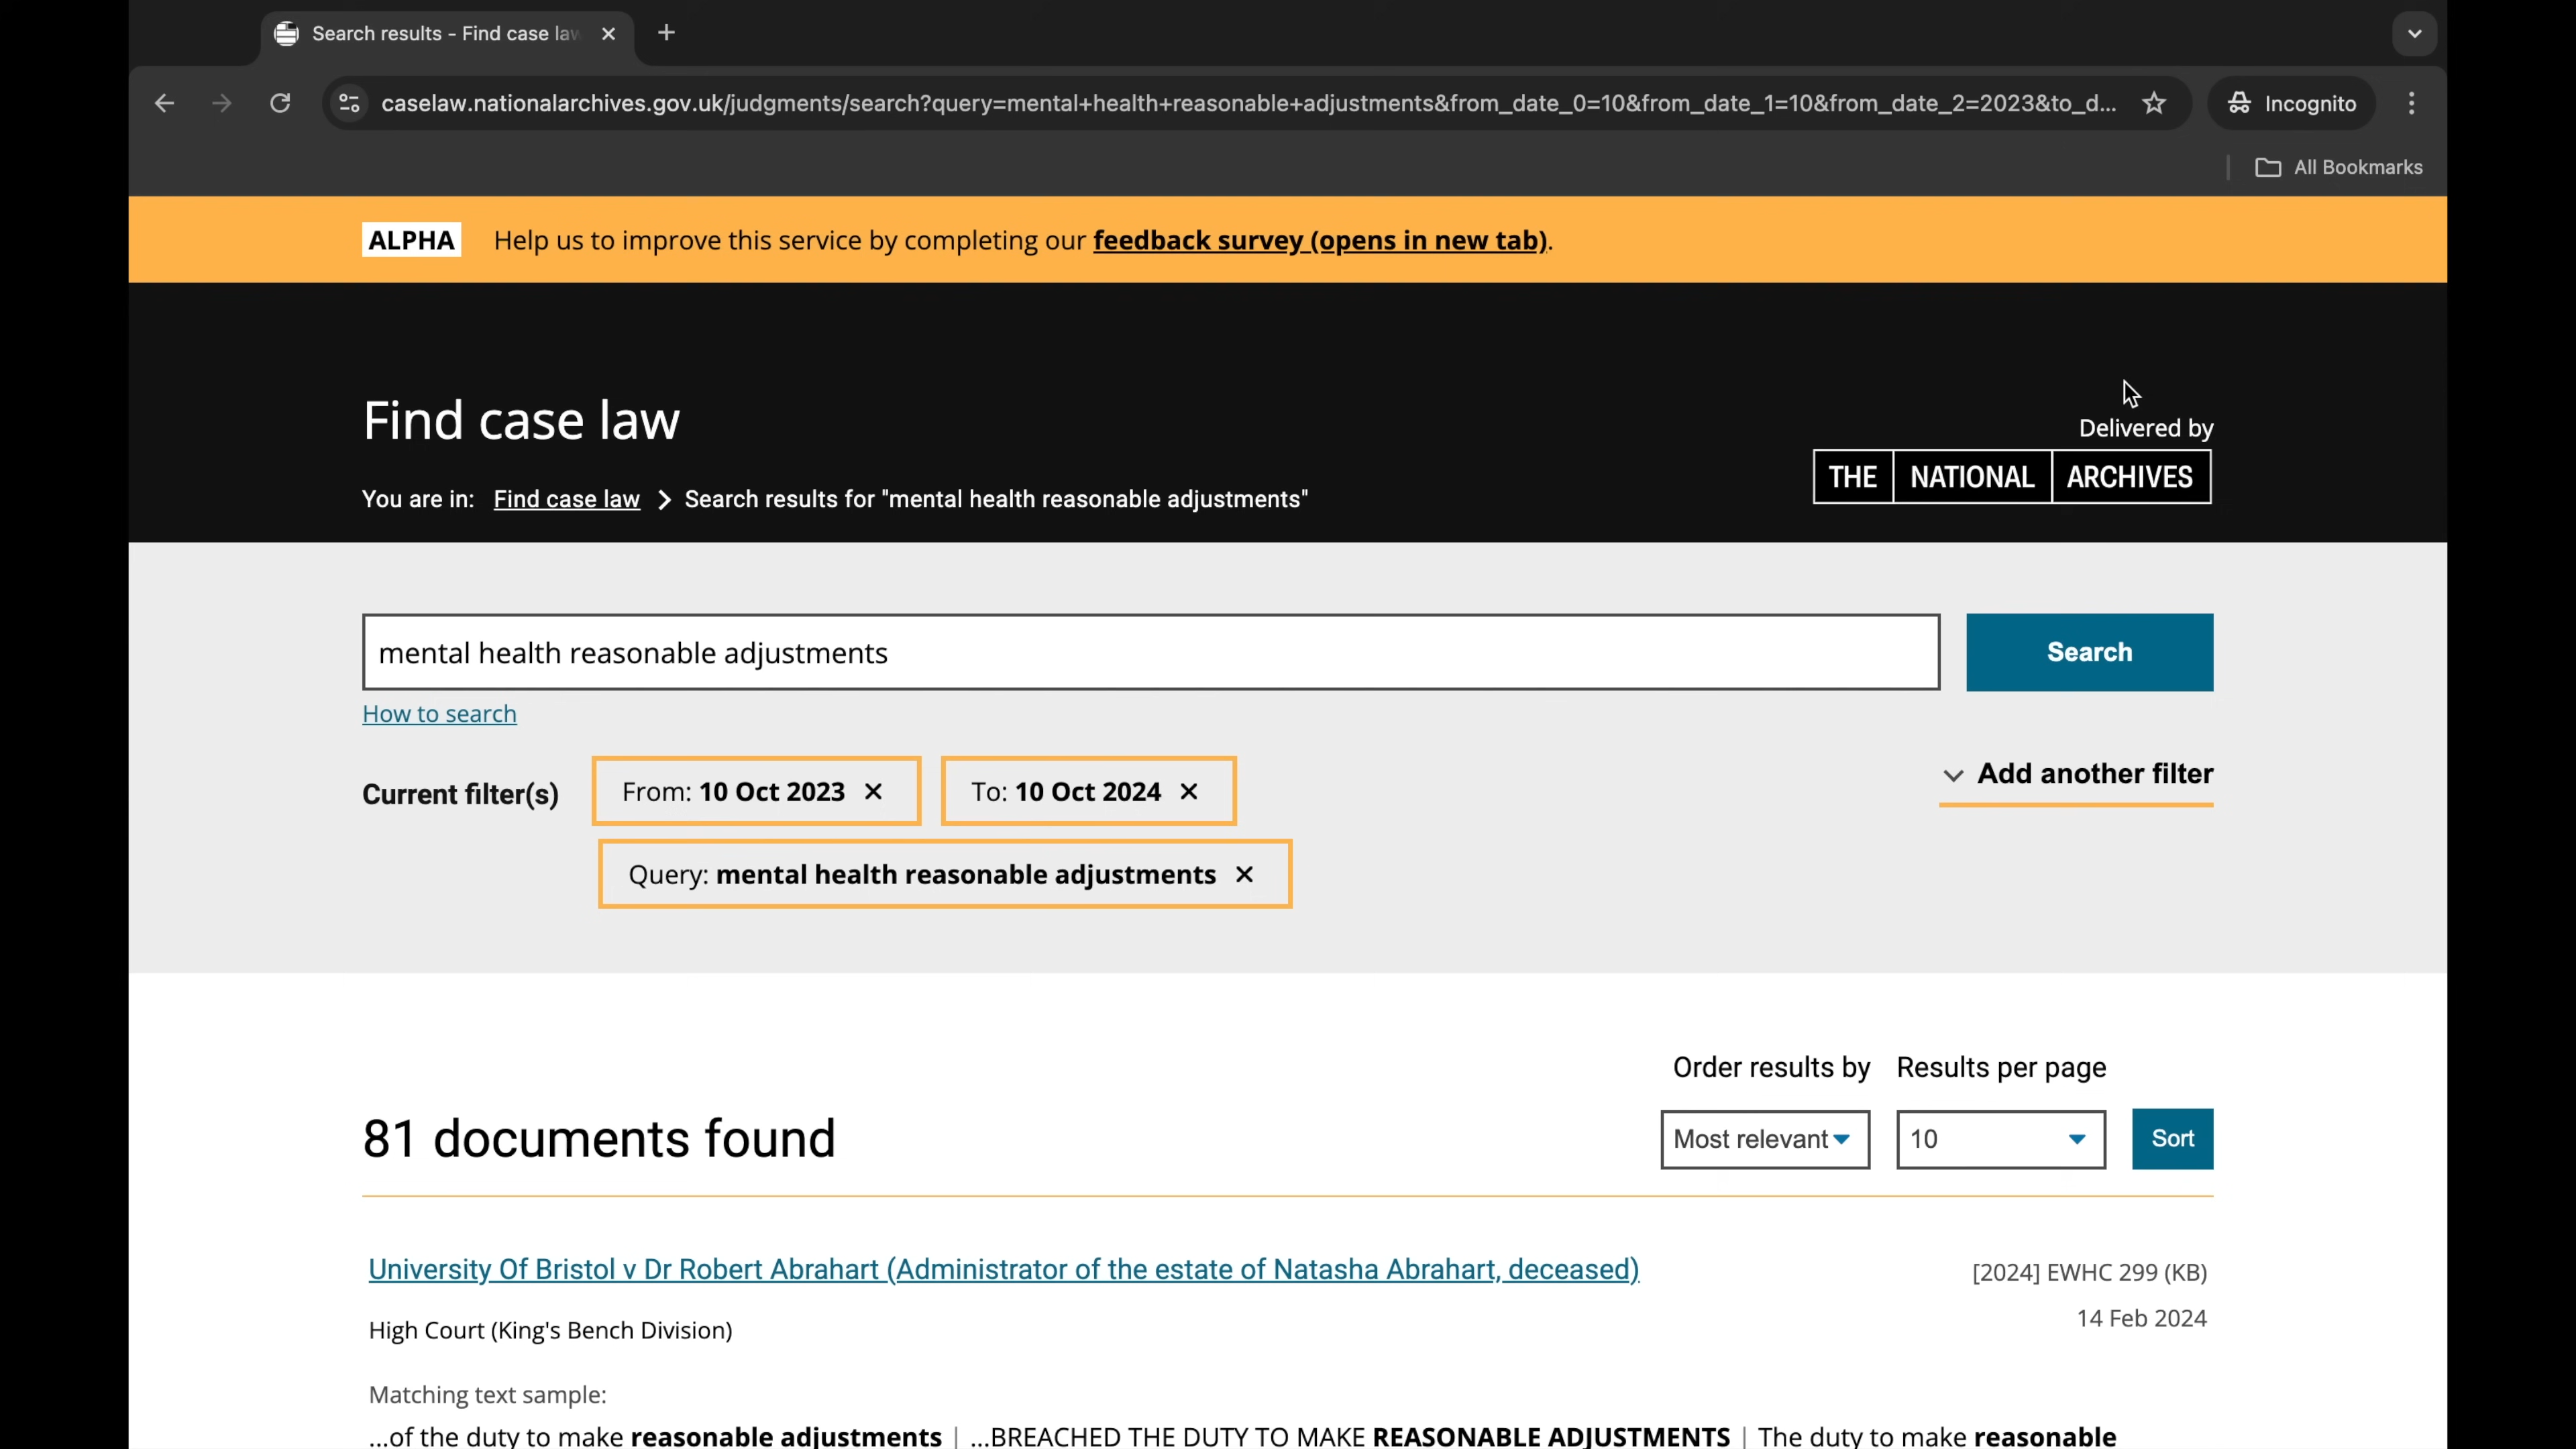 Search results - Find case law
caselaw.nationalarchives.gov.uk/judgments/search?query=mental+health+reasonable+adjustments&from_date_0=10&from_date_1=10&from_date_2=2023&to_d...
Incognito
All Bookmarks
ALPHA Help us to improve this service by completing our feedback survey (opens in new tab).
Find case law
Delivered by
THE NATIONAL ARCHIVES
You are in: Find case law > Search results for "mental health reasonable adjustments"
mental health reasonable adjustments
Search
How to search
Current filter(s) From: 10 Oct 2023 × To: 10 Oct 2024 ×
Add another filter
Query: mental health reasonable adjustments ×
Order results by Results per page
81 documents found
Most relevant 10 Sort
University Of Bristol v Dr Robert Abrahart (Administrator of the estate of Natasha Abrahart, deceased)
[2024] EWHC 299 (KB)
High Court (King's Bench Division)
14 Feb 2024
Matching text sample:
...of the duty to make reasonable adjustments | ...BREACHED THE DUTY TO MAKE REASONABLE ADJUSTMENTS | The duty to make reasonable